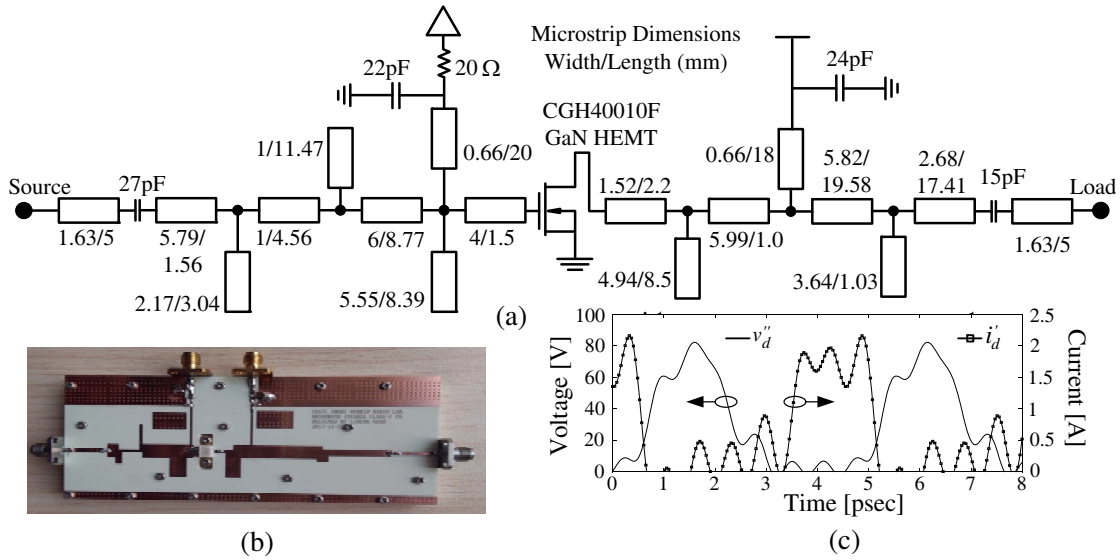 (a)
Microstrip Dimensions
Width/Length (mm)
22pF
20 Ω
24pF
CGH40010F
GaN HEMT
1/11.47
0.66/20
0.66/18
5.82/
19.58
2.68/
17.41
Source
27pF
1.52/2.2
15pF
Load
1.63/5
5.79/
1.56
1/4.56
6/8.77
4/1.5
5.99/1.0
1.63/5
2.17/3.04
5.55/8.39
4.94/8.5
3.64/1.03
(a)
100
80
60
40
20
0
Voltage [V]
v''d
i'd
2.5
2
1.5
1
0.5
0
Current [A]
0 1 2 3 4 5 6 7 8
Time [psec]
(b)
(c)